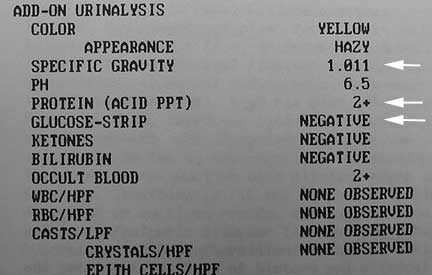 ADD-ON URINALYSIS
COLOR YELLOW
APPEARANCE HAZY
SPECIFIC GRAVITY 1.011
PH 6.5
PROTEIN (ACID PPT) 2+
GLUCOSE-STRIP NEGATIVE
KETONES NEGATIVE
BILIRUBIN NEGATIVE
OCCULT BLOOD 2+
WBC/HPF NONE OBSERVED
RBC/HPF NONE OBSERVED
CASTS/LPF NONE OBSERVED
CRYSTALS/HPF NONE OBSERVED
EPITH CELLS/HPF